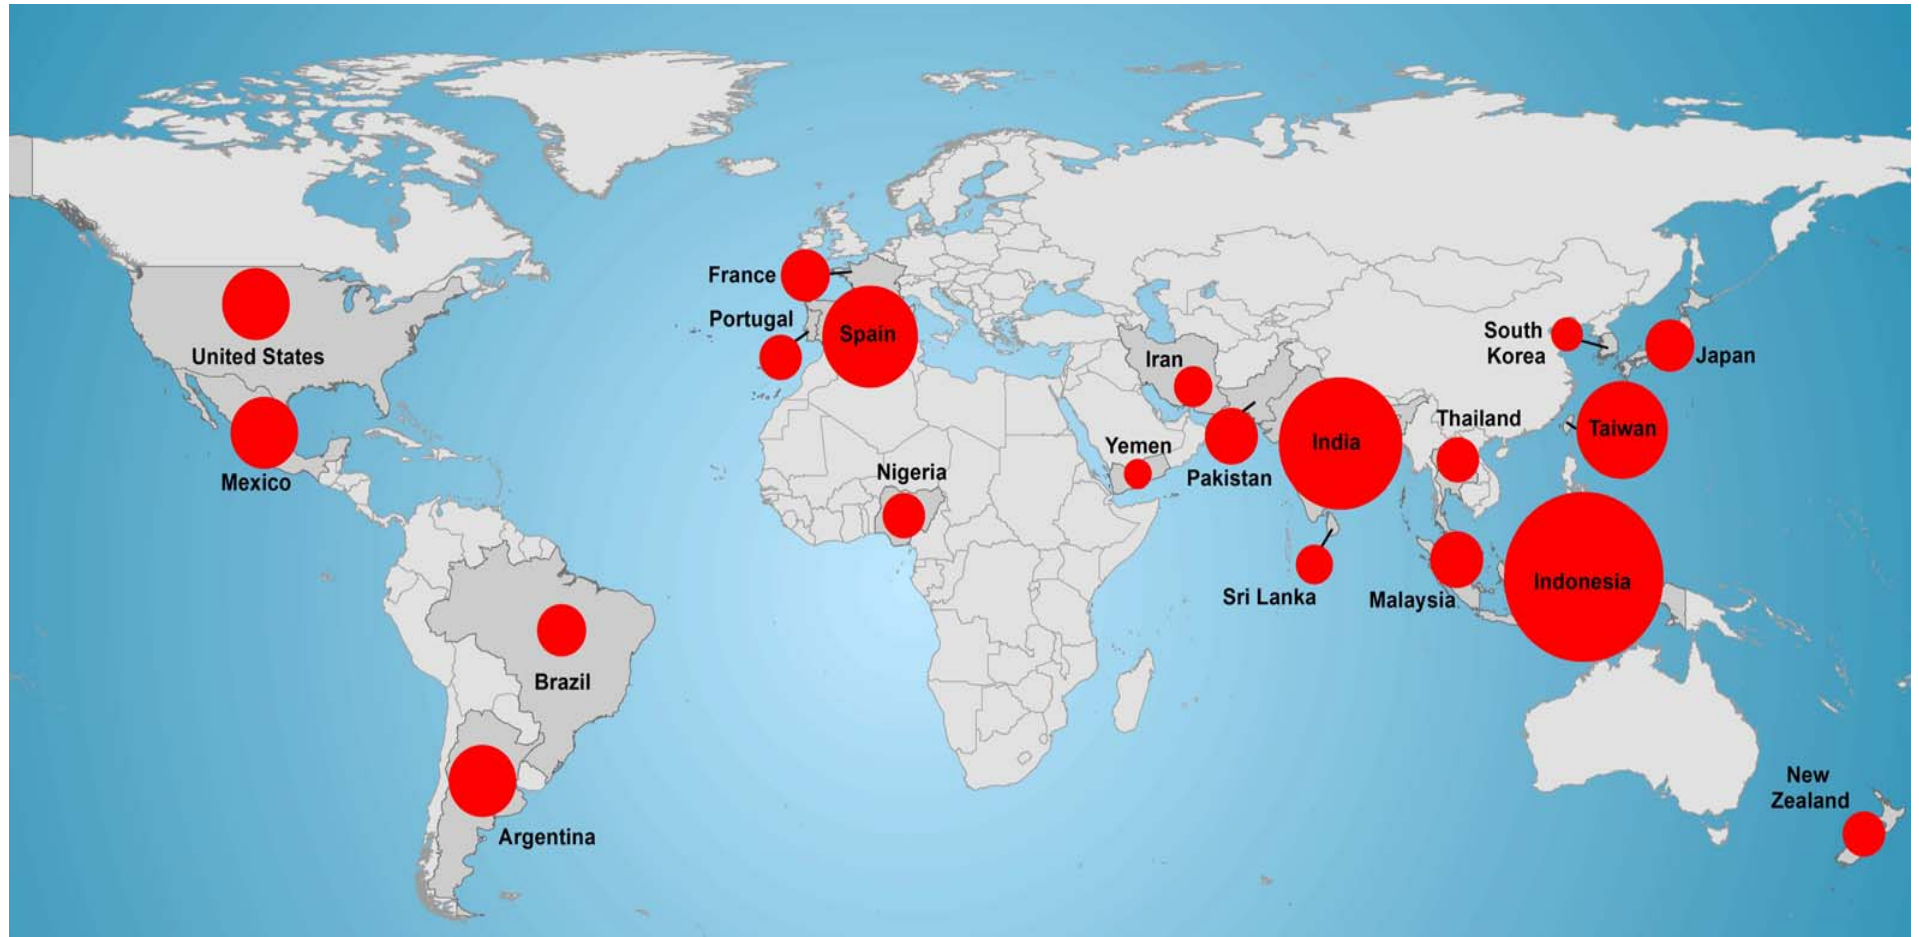 France
Portugal
Spain
United States
Mexico
Iran
South
Korea
Japan
Taiwan
Thailand
India
Yemen
Pakistan
Nigeria
Sri Lanka
Malaysia
Indonesia
Brazil
New
Zealand
Argentina